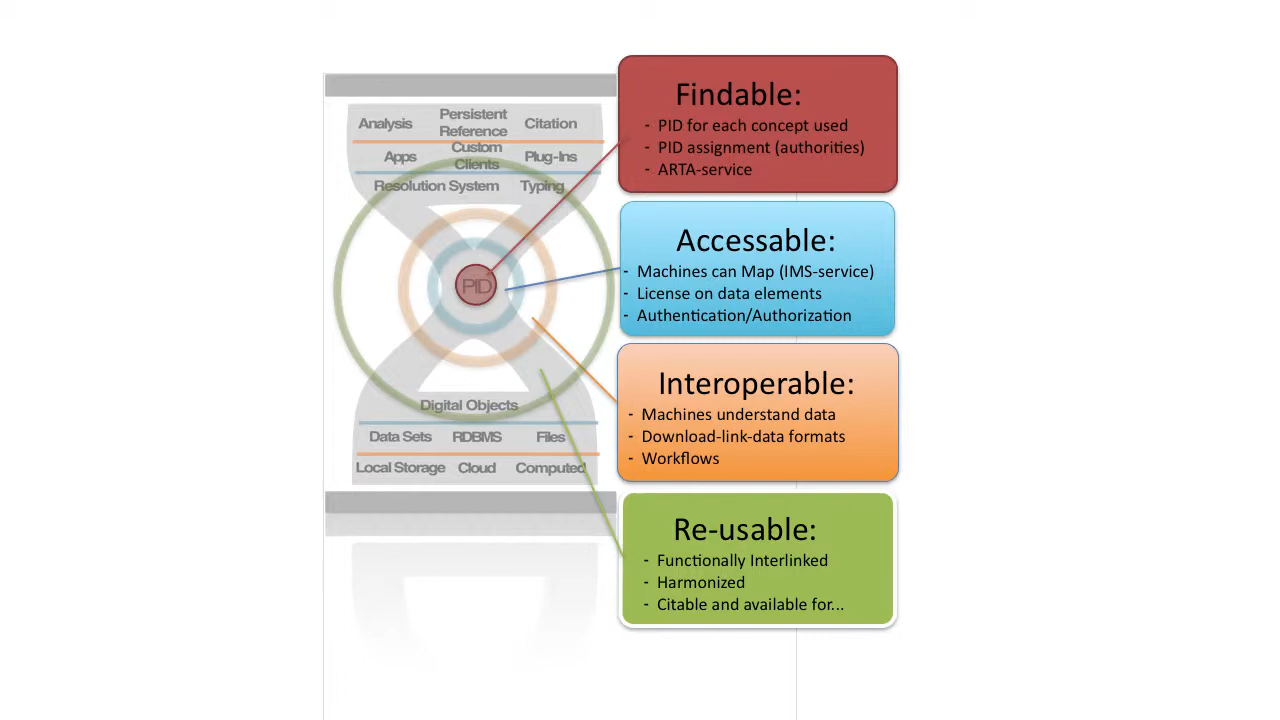 Analysis Persistent Reference Citation
Apps Custom Clients Plug-Ins
Resolution System Typing
PID
Digital Objects
Data Sets RDBMS Files
Local Storage Cloud Computed
Findable:
- PID for each concept used
- PID assignment (authorities)
- ARTA-service
Accessable:
- Machines can Map (IMS-service)
- License on data elements
- Authentication/Authorization
Interoperable:
- Machines understand data
- Download-link-data formats
- Workflows
Re-usable:
- Functionally Interlinked
- Harmonized
- Citable and available for...